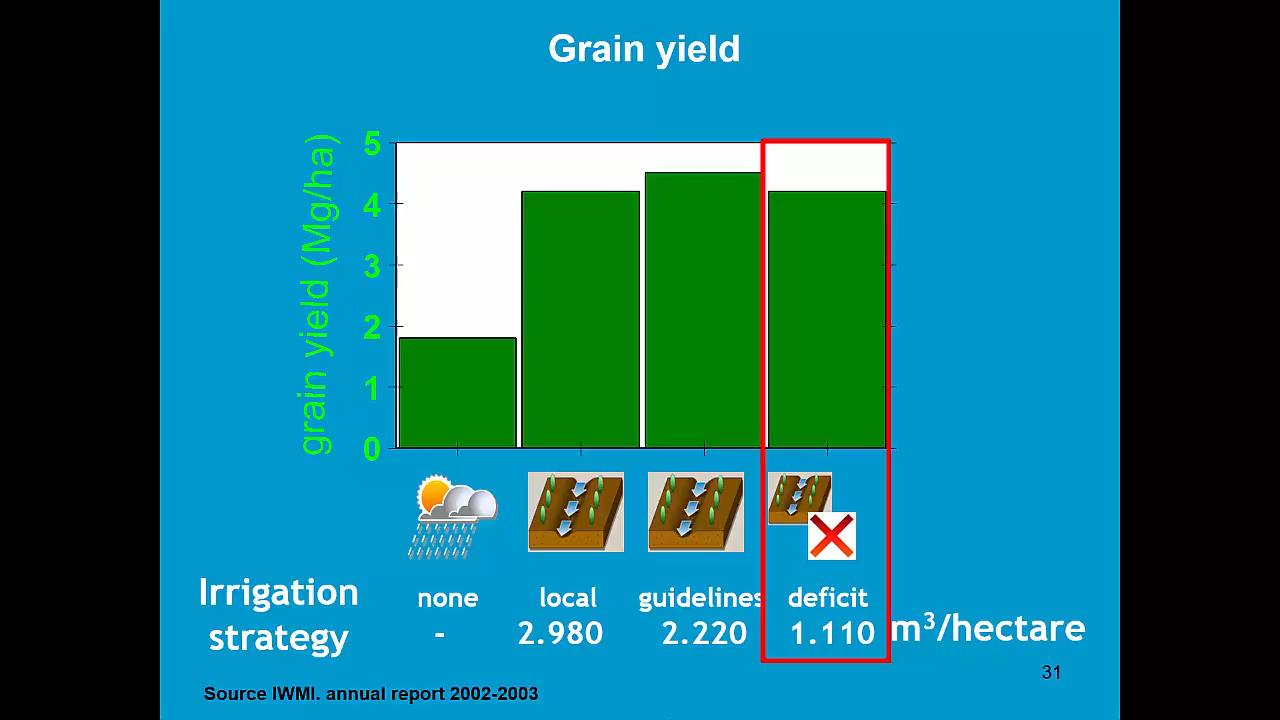 Grain yield
grain yield (Mg/ha)
5
4
3
2
1
0
Irrigation strategy
none local guidelines deficit
- 2.980 2.220 1.110 m³/hectare
31
Source IWMI. annual report 2002-2003